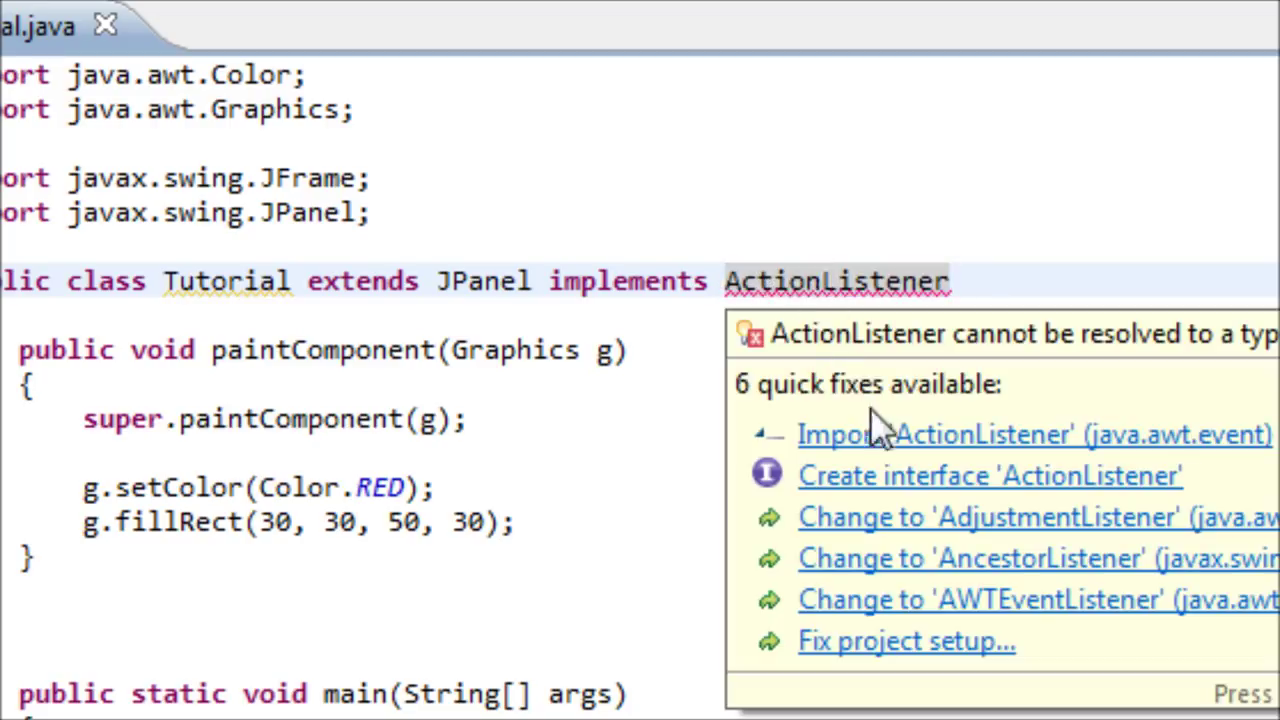 al.java
ort java.awt.Color;
ort java.awt.Graphics;
ort javax.swing.JFrame;
ort javax.swing.JPanel;
lic class Tutorial extends JPanel implements ActionListener
public void paintComponent(Graphics g)
{
super.paintComponent(g);
g.setColor(Color.RED);
g.fillRect(30, 30, 50, 30);
}
public static void main(String[] args)
ActionListener cannot be resolved to a typ
6 quick fixes available:
Import 'ActionListener' (java.awt.event)
Create interface 'ActionListener'
Change to 'AdjustmentListener' (java.aw
Change to 'AncestorListener' (javax.swin
Change to 'AWTEventListener' (java.awt
Fix project setup...
Press